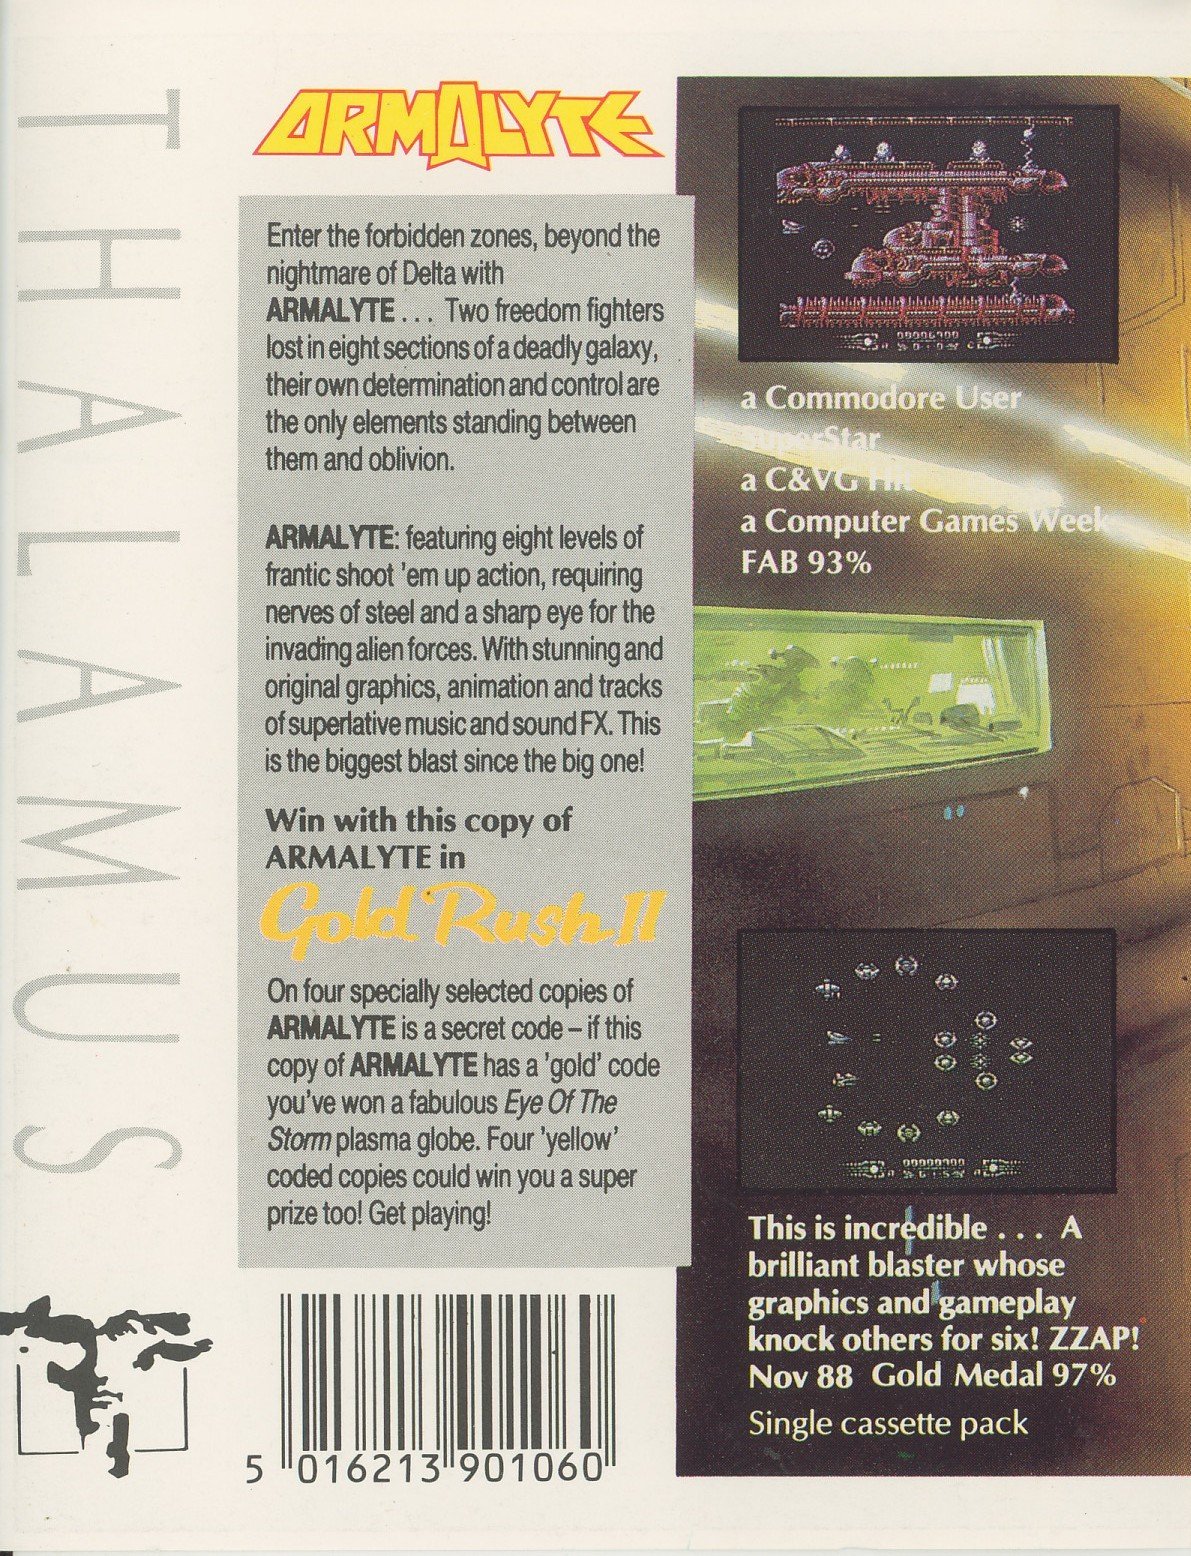 THALAMUS
ARMALYTE
Enter the forbidden zones, beyond the
nightmare of Delta with
ARMALYTE . . . Two freedom fighters
lost in eight sections of a deadly galaxy,
their own determination and control are
the only elements standing between
them and oblivion.
ARMALYTE: featuring eight levels of
frantic shoot 'em up action, requiring
nerves of steel and a sharp eye for the
invading alien forces. With stunning and
original graphics, animation and tracks
of superlative music and sound FX. This
is the biggest blast since the big one!
Win with this copy of
ARMALYTE in
Gold Rush II
On four specially selected copies of
ARMALYTE is a secret code – if this
copy of ARMALYTE has a 'gold' code
you've won a fabulous Eye Of The
Storm plasma globe. Four 'yellow'
coded copies could win you a super
prize too! Get playing!
5 016213 901060
a Commodore User
SuperStar
a C&VG Hit
a Computer Games Week
FAB 93%
This is incredible . . . A
brilliant blaster whose
graphics and gameplay
knock others for six! ZZAP!
Nov 88 Gold Medal 97%
Single cassette pack